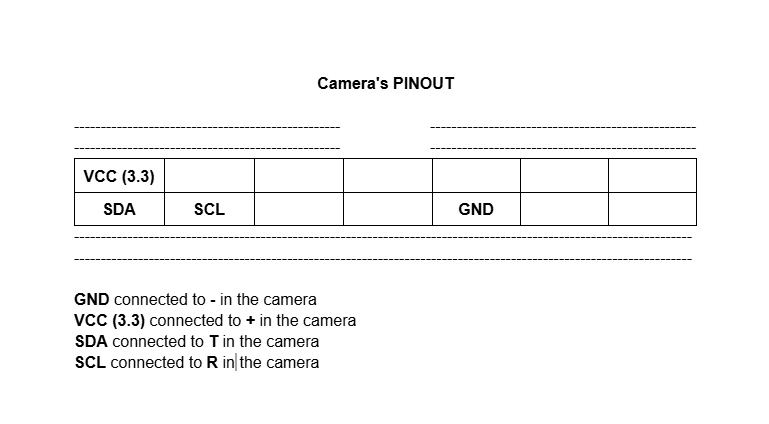 Camera's PINOUT
VCC (3.3)
SDA SCL GND
GND connected to - in the camera
VCC (3.3) connected to + in the camera
SDA connected to T in the camera
SCL connected to R in the camera